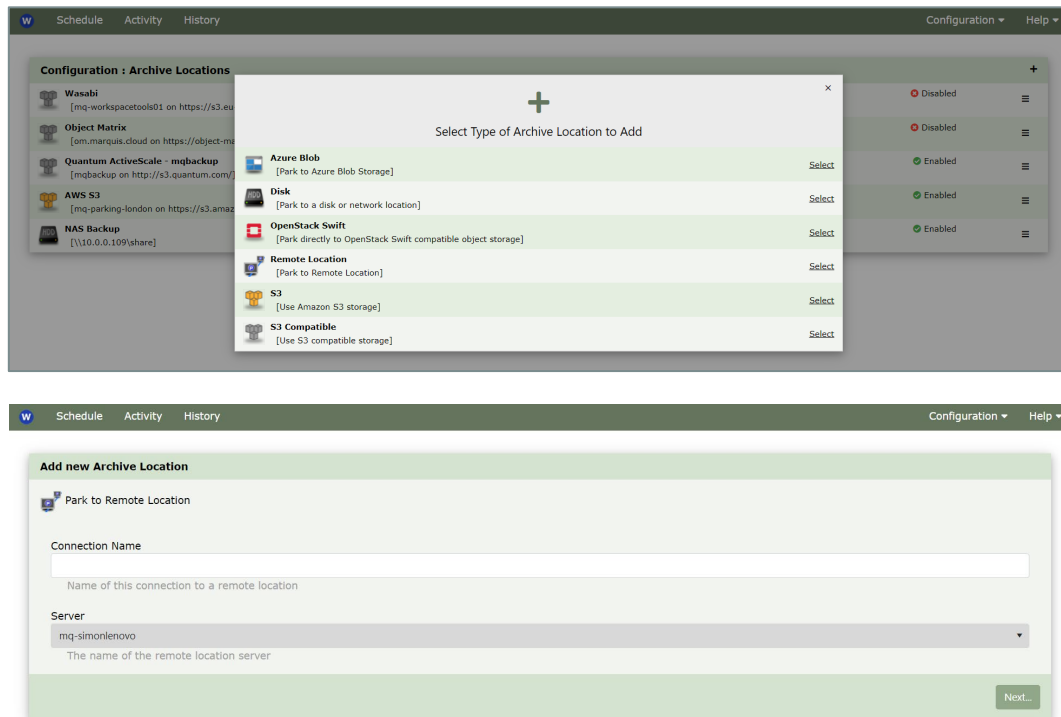 W Schedule Activity History Configuration Help
Configuration : Archive Locations +
Wasabi
[mq-workspacetools01 on https://s3.eu
Disabled
Object Matrix
[om.marquis.cloud on https://object-ma
Disabled
Quantum ActiveScale - mqbackup
[mqbackup on http://s3.quantum.com/]
Enabled
AWS S3
[mq-parking-london on https://s3.amaz
Enabled
NAS Backup
[\\10.0.0.109\share]
Enabled
×
Select Type of Archive Location to Add
Azure Blob
[Park to Azure Blob Storage]
Select
HDD
Disk
[Park to a disk or network location]
Select
OpenStack Swift
[Park directly to OpenStack Swift compatible object storage]
Select
Remote Location
[Park to Remote Location]
Select
S3
[Use Amazon S3 storage]
Select
S3 Compatible
[Use S3 compatible storage]
Select
W Schedule Activity History Configuration Help
Add new Archive Location
Park to Remote Location
Connection Name
Name of this connection to a remote location
Server
mq-simonlenovo
The name of the remote location server
Next...